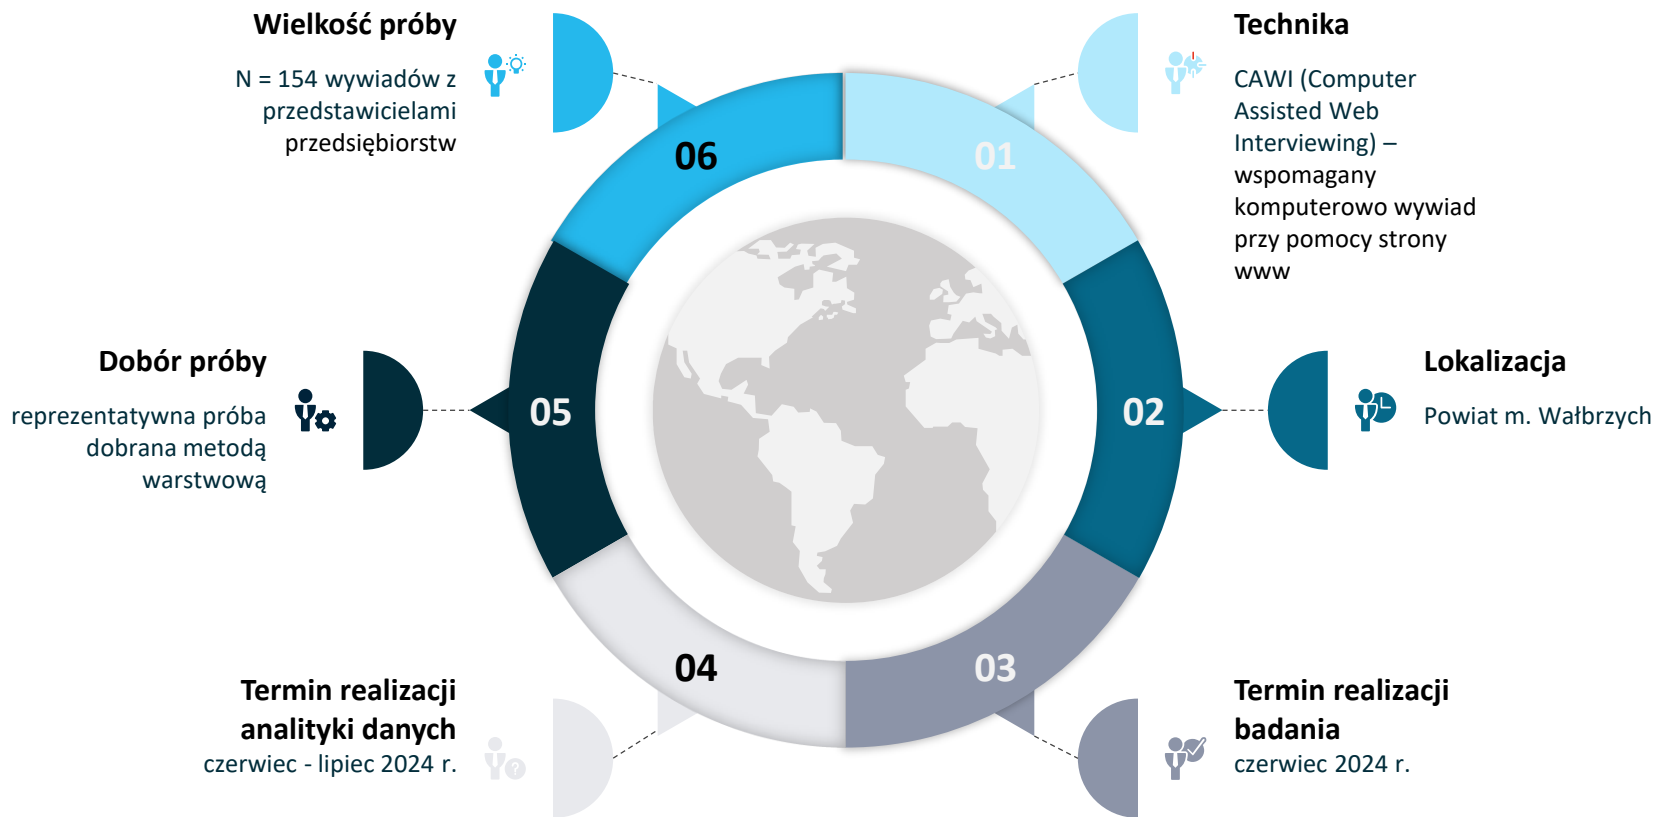 Technika
CAWI (Computer
Assisted Web
Interviewing) –
wspomagany
komputerowo wywiad
przy pomocy strony
www
01
Lokalizacja
Powiat m. Wałbrzych
02
Termin realizacji
badania
czerwiec 2024 r.
03
Termin realizacji
analityki danych
czerwiec - lipiec 2024 r.
?
04
Dobór próby
reprezentatywna próba
dobrana metodą
warstwową
05
Wielkość próby
N = 154 wywiadów z
przedstawicielami
przedsiębiorstw
06